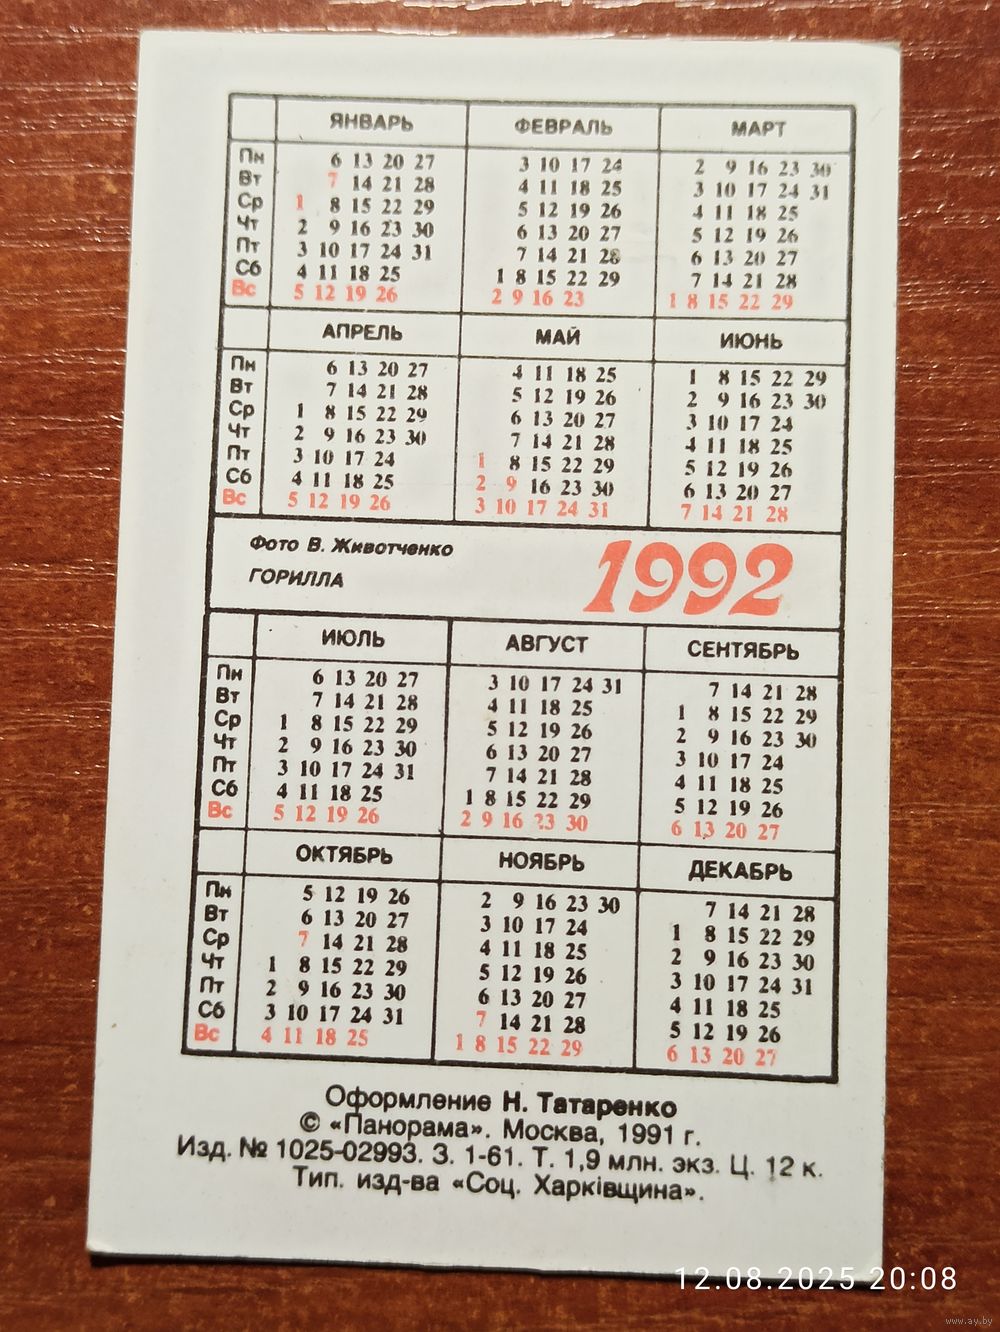 ЯНВАРЬ ФЕВРАЛЬ МАРТ
Пн 6 13 20 27 3 10 17 24 2 9 16 23 30
Вт 7 14 21 28 4 11 18 25 3 10 17 24 31
Ср 1 8 15 22 29 5 12 19 26 4 11 18 25
Чт 2 9 16 23 30 6 13 20 27 5 12 19 26
Пт 3 10 17 24 31 7 14 21 28 6 13 20 27
Сб 4 11 18 25 1 8 15 22 29 7 14 21 28
Вс 5 12 19 26 2 9 16 23 1 8 15 22 29
АПРЕЛЬ МАЙ ИЮНЬ
Пн 6 13 20 27 4 11 18 25 1 8 15 22 29
Вт 7 14 21 28 5 12 19 26 2 9 16 23 30
Ср 1 8 15 22 29 6 13 20 27 3 10 17 24
Чт 2 9 16 23 30 7 14 21 28 4 11 18 25
Пт 3 10 17 24 1 8 15 22 29 5 12 19 26
Сб 4 11 18 25 2 9 16 23 30 6 13 20 27
Вс 5 12 19 26 3 10 17 24 31 7 14 21 28
Фото В. Животченко
ГОРИЛЛА
1992
ИЮЛЬ АВГУСТ СЕНТЯБРЬ
Пн 6 13 20 27 3 10 17 24 31 7 14 21 28
Вт 7 14 21 28 4 11 18 25 1 8 15 22 29
Ср 1 8 15 22 29 5 12 19 26 2 9 16 23 30
Чт 2 9 16 23 30 6 13 20 27 3 10 17 24
Пт 3 10 17 24 31 7 14 21 28 4 11 18 25
Сб 4 11 18 25 1 8 15 22 29 5 12 19 26
Вс 5 12 19 26 2 9 16 23 30 6 13 20 27
ОКТЯБРЬ НОЯБРЬ ДЕКАБРЬ
Пн 5 12 19 26 2 9 16 23 30 7 14 21 28
Вт 6 13 20 27 3 10 17 24 1 8 15 22 29
Ср 7 14 21 28 4 11 18 25 2 9 16 23 30
Чт 1 8 15 22 29 5 12 19 26 3 10 17 24 31
Пт 2 9 16 23 30 6 13 20 27 4 11 18 25
Сб 3 10 17 24 31 7 14 21 28 5 12 19 26
Вс 4 11 18 25 1 8 15 22 29 6 13 20 27
Оформление Н. Татаренко
© «Панорама». Москва, 1991 г.
Изд. № 1025-02993. З. 1-61. Т. 1,9 млн. экз. Ц. 12 к.
Тип. изд-ва «Соц. Харкiвщина».
12.08.2025 20:08
www.ay.by